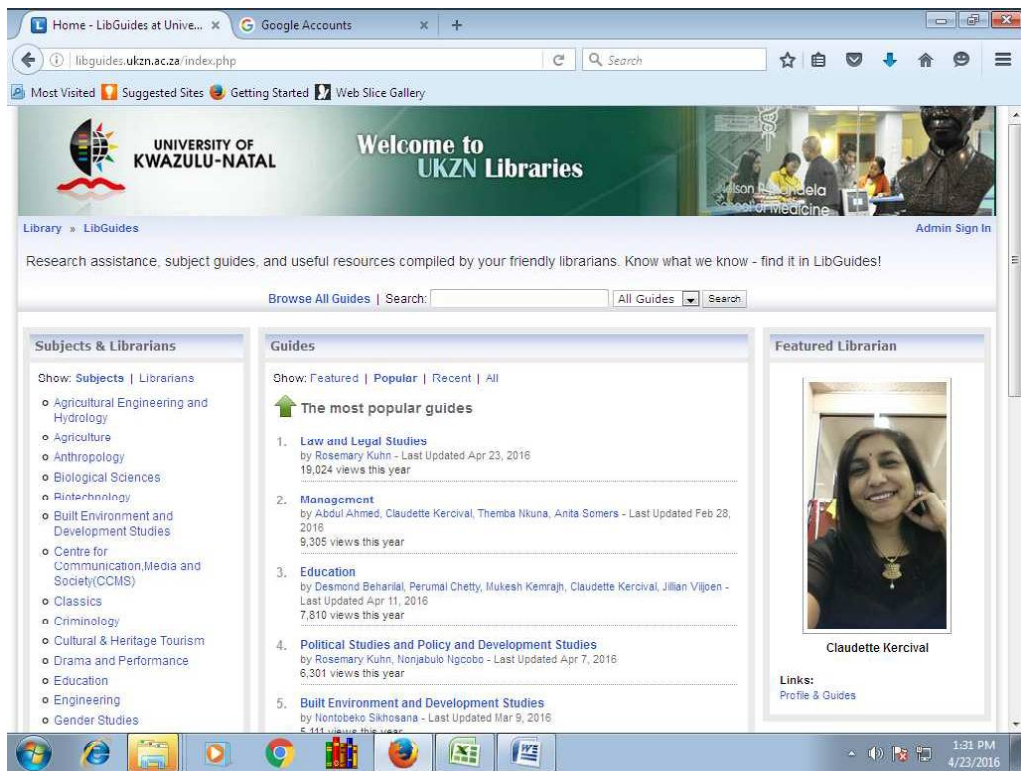 Home - LibGuides at Unive...
Google Accounts
libguides.ukzn.ac.za/index.php
Search
Most Visited
Suggested Sites
Getting Started
Web Slice Gallery
UNIVERSITY OF
KWAZULU-NATAL
Welcome to
UKZN Libraries
Nelson R Mandela
School of Medicine
Library » LibGuides
Admin Sign In
Research assistance, subject guides, and useful resources compiled by your friendly librarians. Know what we know - find it in LibGuides!
Browse All Guides | Search:
All Guides
Search
Subjects & Librarians
Show: Subjects | Librarians
Agricultural Engineering and
Hydrology
Agriculture
Anthropology
Biological Sciences
Biotechnology
Built Environment and
Development Studies
Centre for
Communication,Media and
Society(CCMS)
Classics
Criminology
Cultural & Heritage Tourism
Drama and Performance
Education
Engineering
Gender Studies
Guides
Show: Featured | Popular | Recent | All
The most popular guides
1. Law and Legal Studies
by Rosemary Kuhn - Last Updated Apr 23, 2016
19,024 views this year
2. Management
by Abdul Ahmed, Claudette Kercival, Themba Nkuna, Anita Somers - Last Updated Feb 28,
2016
9,305 views this year
3. Education
by Desmond Beharilal, Perumal Chetty, Mukesh Kemrajh, Claudette Kercival, Jillian Viljoen -
Last Updated Apr 11, 2016
7,810 views this year
4. Political Studies and Policy and Development Studies
by Rosemary Kuhn, Nonjabulo Ngcobo - Last Updated Apr 7, 2016
6,301 views this year
5. Built Environment and Development Studies
by Nontobeko Sikhosana - Last Updated Mar 9, 2016
5,111 views this year
Featured Librarian
Claudette Kercival
Links:
Profile & Guides
1:31 PM
4/23/2016